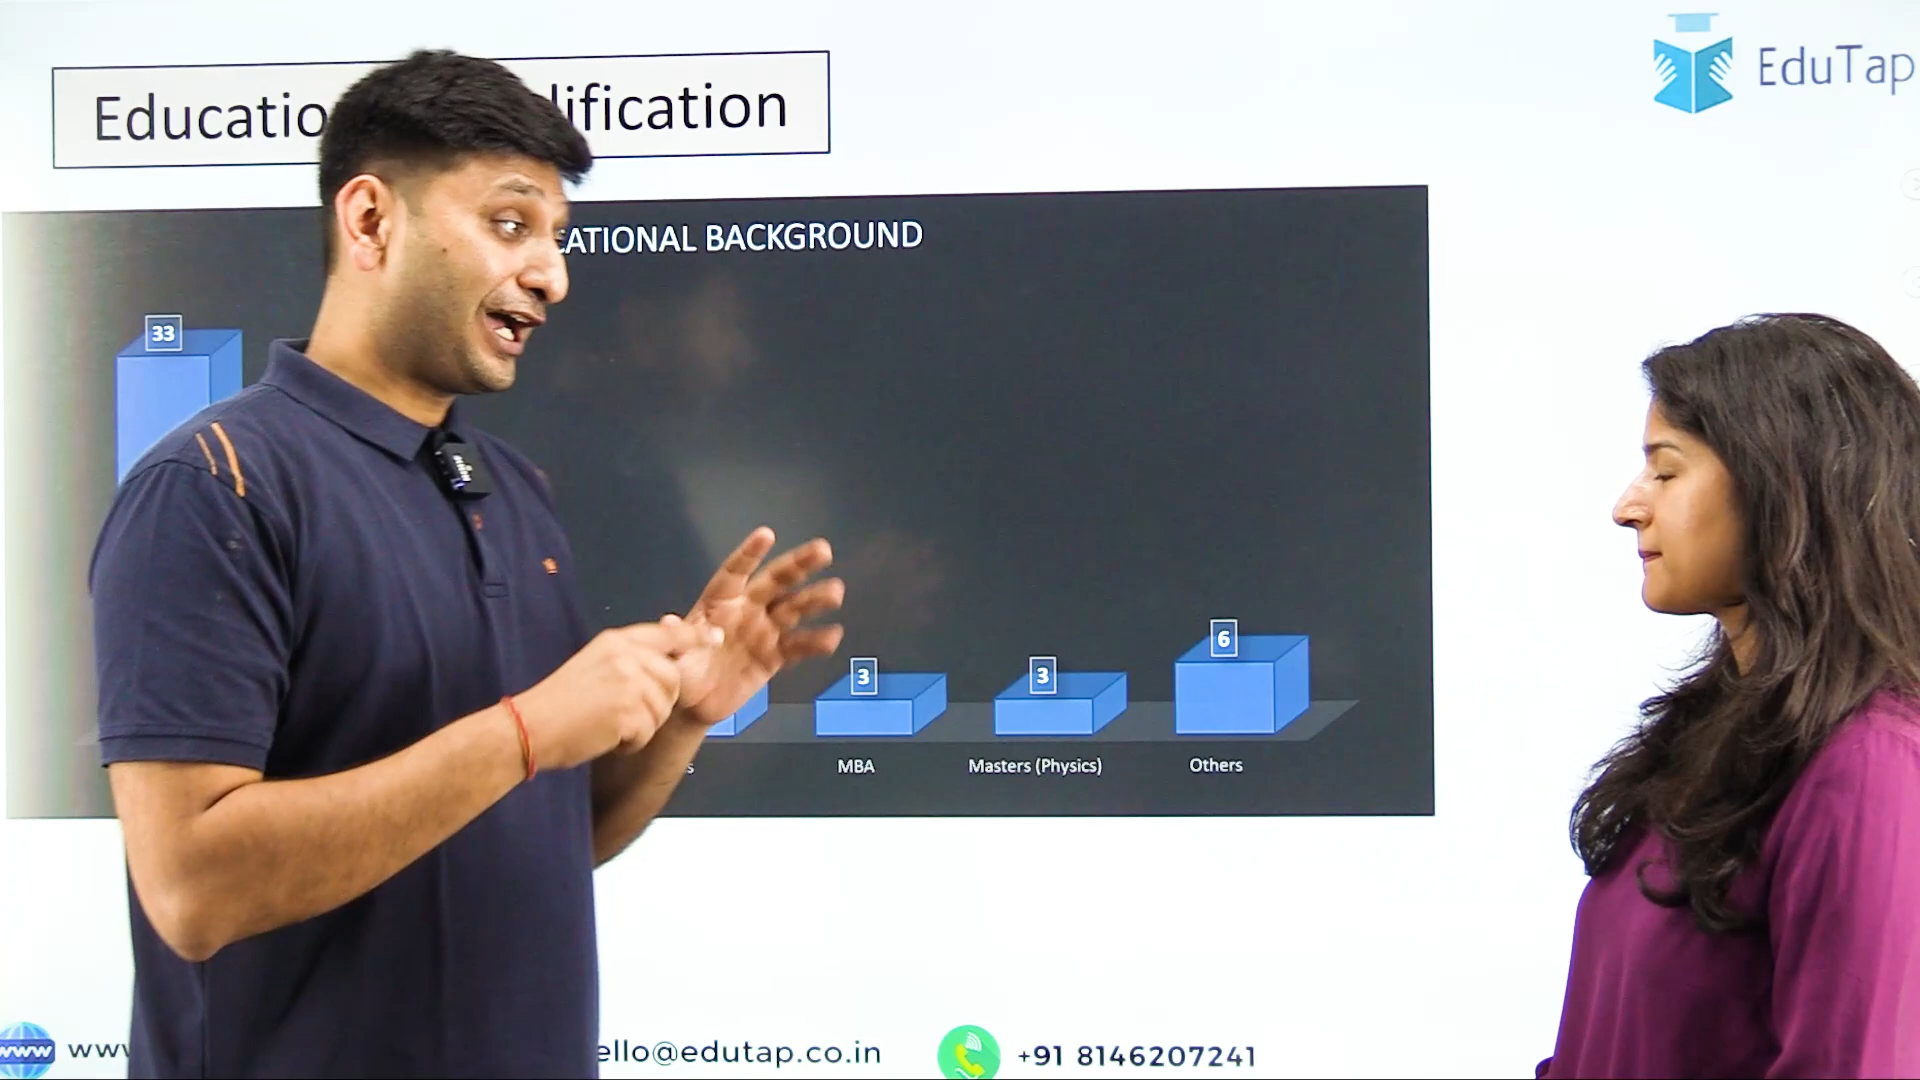 Educatio lification
EduTap
CATIONAL BACKGROUND
33
6
3
3
s
MBA
Masters (Physics)
Others
www
ello@edutap.co.in
+91 8146207241